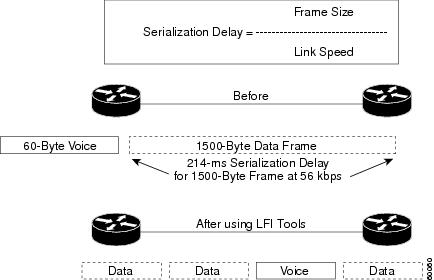 Frame Size
Serialization Delay = --------------------------------
Link Speed
Before
60-Byte Voice
1500-Byte Data Frame
214-ms Serialization Delay
for 1500-Byte Frame at 56 kbps
After using LFI Tools
Data
Data
Voice
Data
60360